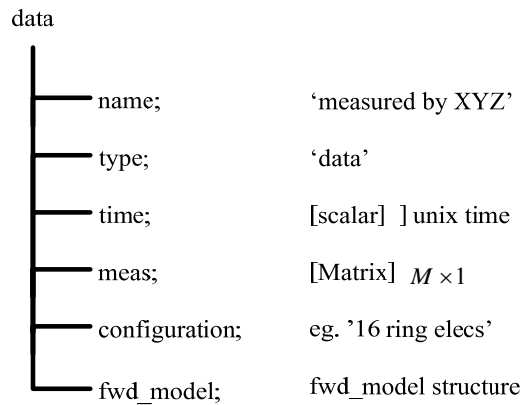 data
name; ‘measured by XYZ’
type; ‘data’
time; [scalar] ] unix time
meas; [Matrix] M × 1
configuration; eg. ’16 ring elecs’
fwd_model; fwd_model structure